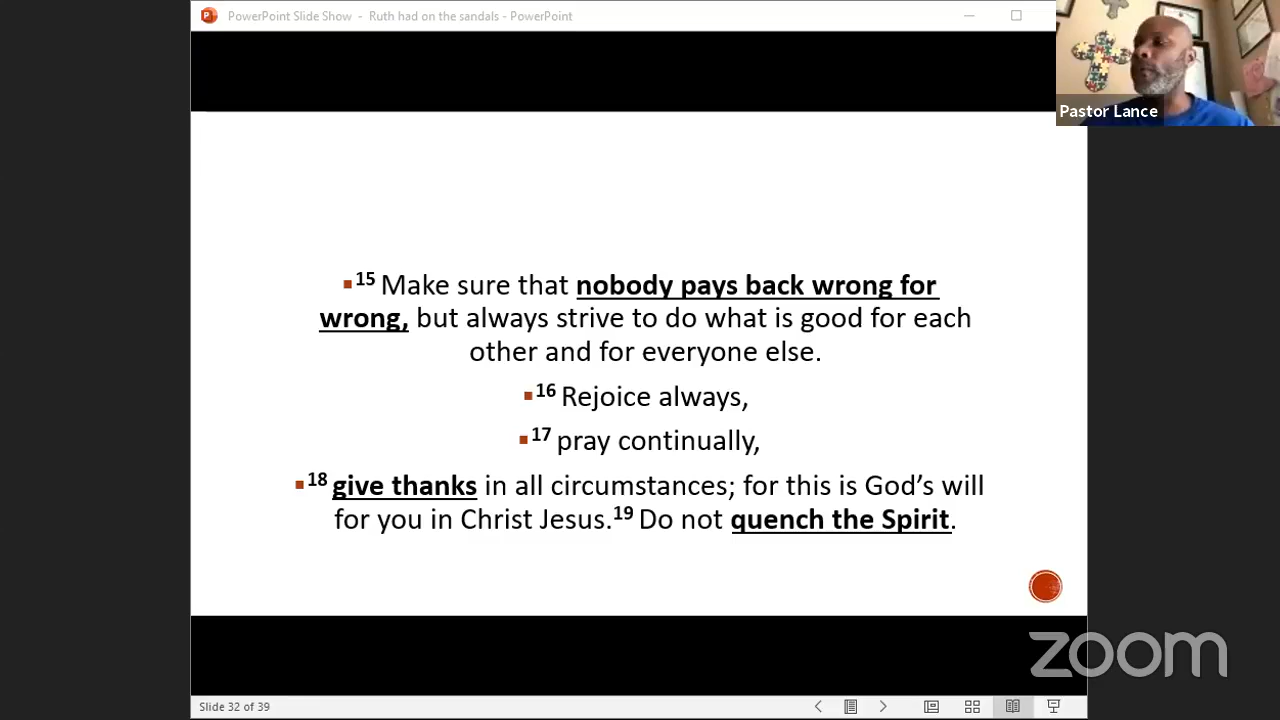 PowerPoint Slide Show - Ruth had on the sandals - PowerPoint
Pastor Lance
15 Make sure that nobody pays back wrong for
wrong, but always strive to do what is good for each
other and for everyone else.
16 Rejoice always,
17 pray continually,
18 give thanks in all circumstances; for this is God’s will
for you in Christ Jesus.19 Do not quench the Spirit.
zoom
Slide 32 of 39